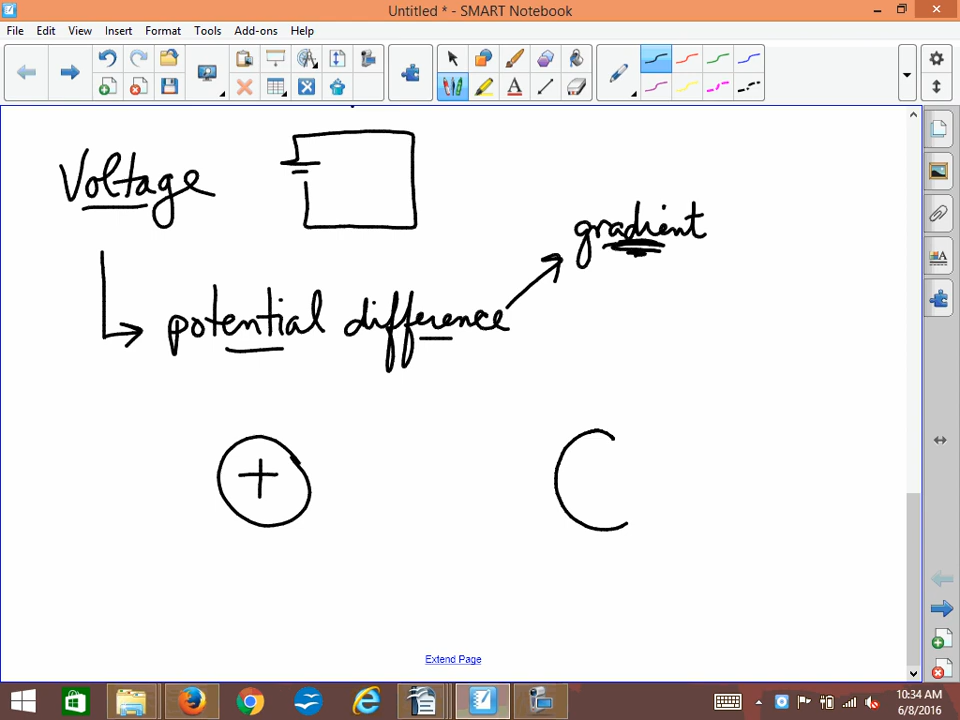 Untitled * - SMART Notebook
File Edit View Insert Format Tools Add-ons Help
Voltage
gradient
potential difference
+
Extend Page
10:34 AM
6/8/2016